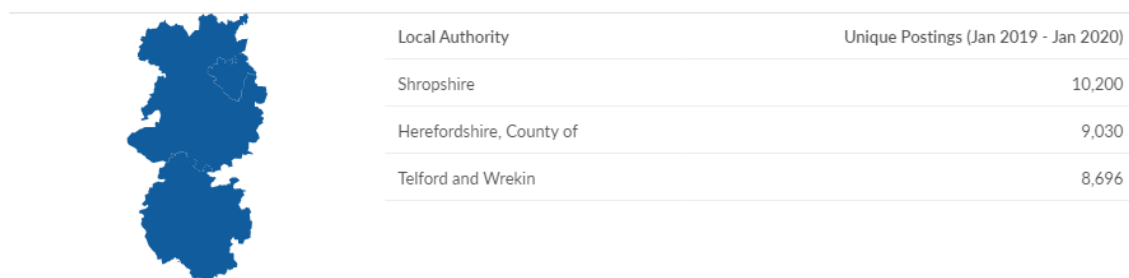 Local Authority Unique Postings (Jan 2019 - Jan 2020)
Shropshire 10,200
Herefordshire, County of 9,030
Telford and Wrekin 8,696